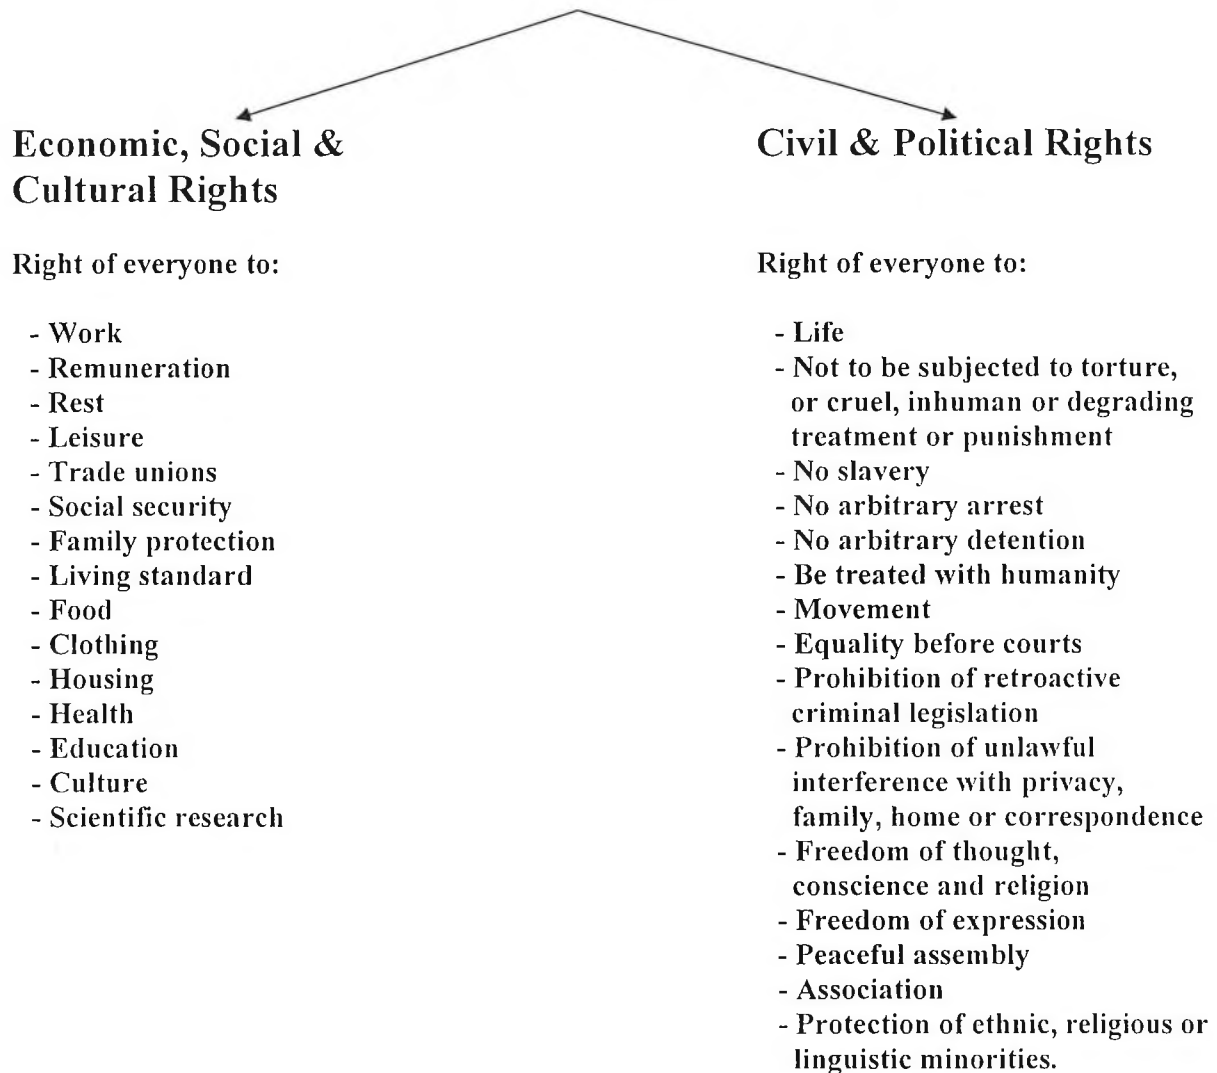 Economic, Social &
Cultural Rights
Right of everyone to:
- Work
- Remuneration
- Rest
- Leisure
- Trade unions
- Social security
- Family protection
- Living standard
- Food
- Clothing
- Housing
- Health
- Education
- Culture
- Scientific research
Civil & Political Rights
Right of everyone to:
- Life
- Not to be subjected to torture,
or cruel, inhuman or degrading
treatment or punishment
- No slavery
- No arbitrary arrest
- No arbitrary detention
- Be treated with humanity
- Movement
- Equality before courts
- Prohibition of retroactive
criminal legislation
- Prohibition of unlawful
interference with privacy,
family, home or correspondence
- Freedom of thought,
conscience and religion
- Freedom of expression
- Peaceful assembly
- Association
- Protection of ethnic, religious or
linguistic minorities.